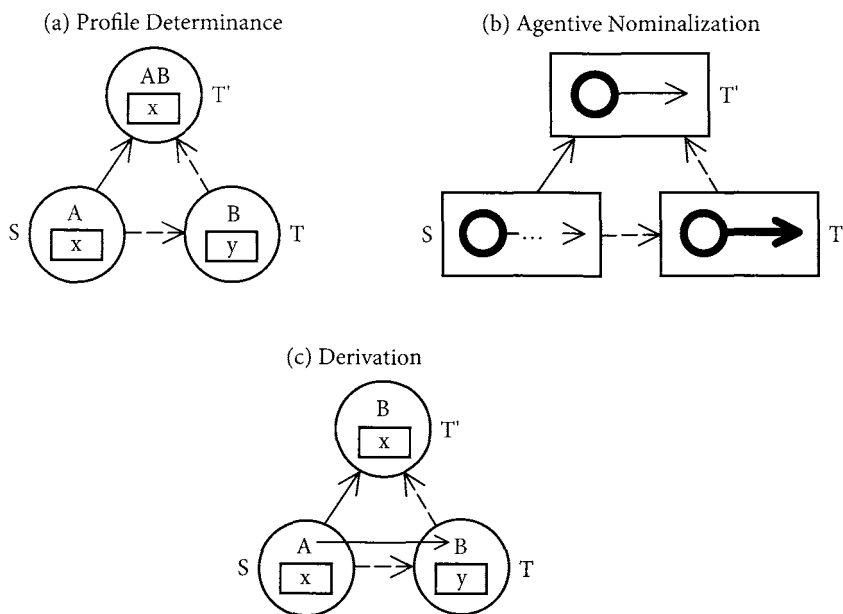 (a) Profile Determinance
(b) Agentive Nominalization
AB
x
T'
T'
S
A
x
B
y
T
S
...
T
(c) Derivation
B
x
T'
S
A
x
B
y
T